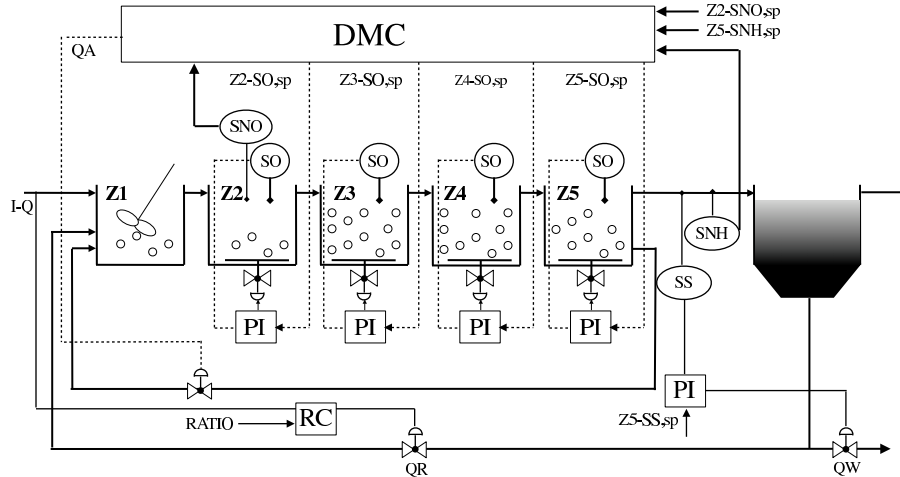 Z2-SNO,sp
DMC
Z5-SNH,sp
QA
Z2-SO,sp
Z3-SO,sp
Z4-SO,sp
Z5-SO,sp
SNO
SO
SO
SO
SO
Z1
Z2
Z3
Z4
Z5
I-Q
SNH
SS
PI
PI
PI
PI
PI
RATIO
RC
Z5-SS,sp
QR
QW